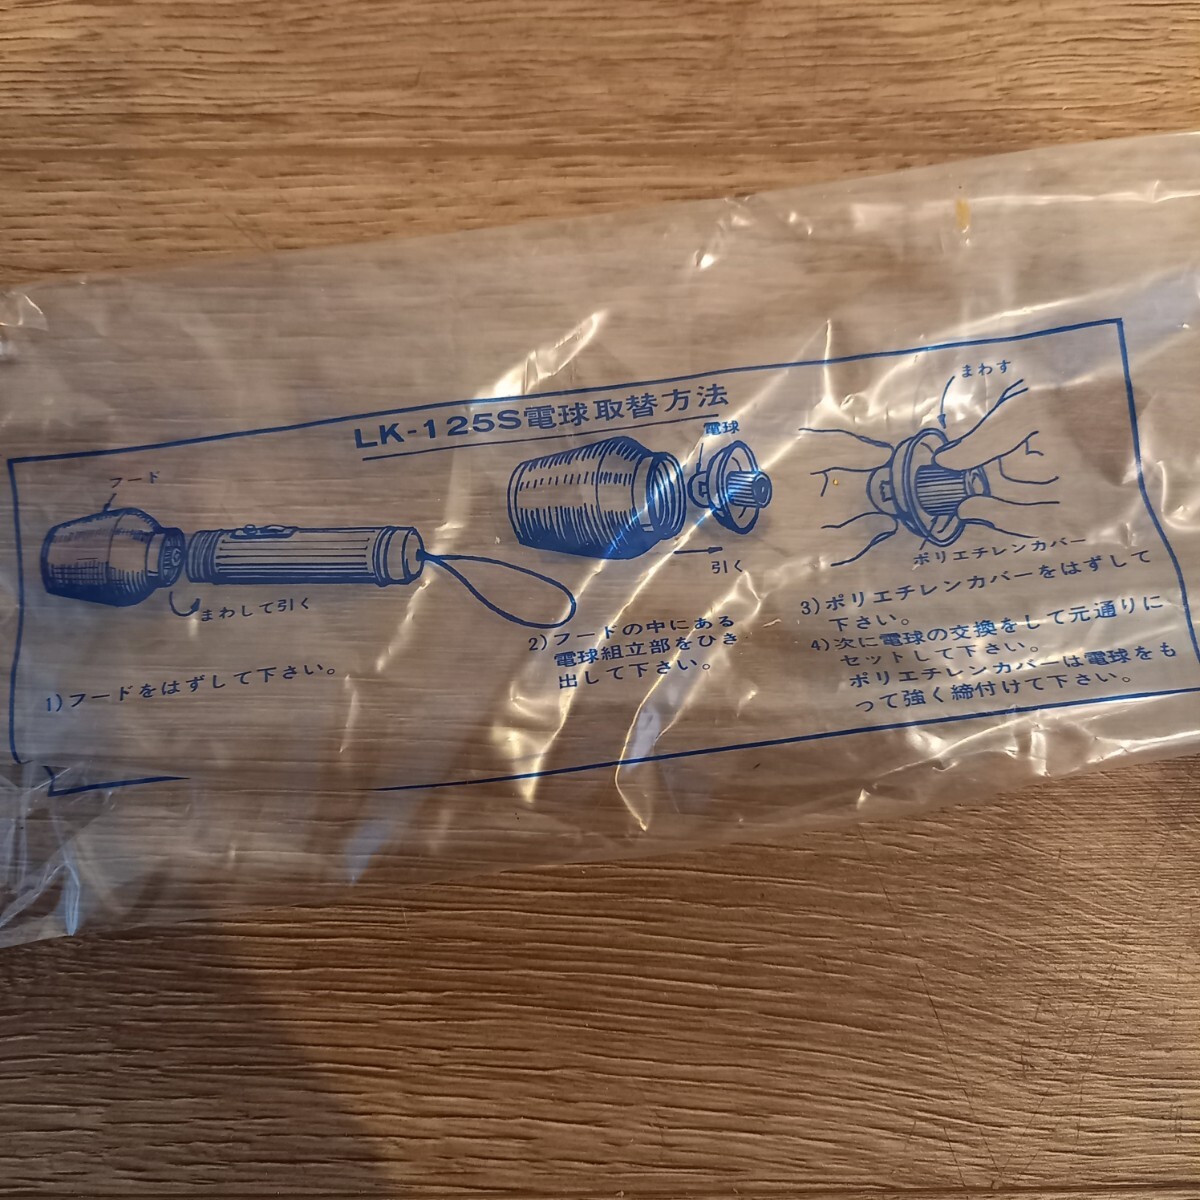 LK-125S電球取替方法
フード
まわして引く
1)フードをはずして下さい。
電球
引く
2)フードの中にある
電球組立部をひき
出して下さい。
まわす
ポリエチレンカバー
3)ポリエチレンカバーをはずして
下さい。
4)次に電球の交換をして元通りに
セットして下さい。
ポリエチレンカバーは電球をも
って強く締付けて下さい。